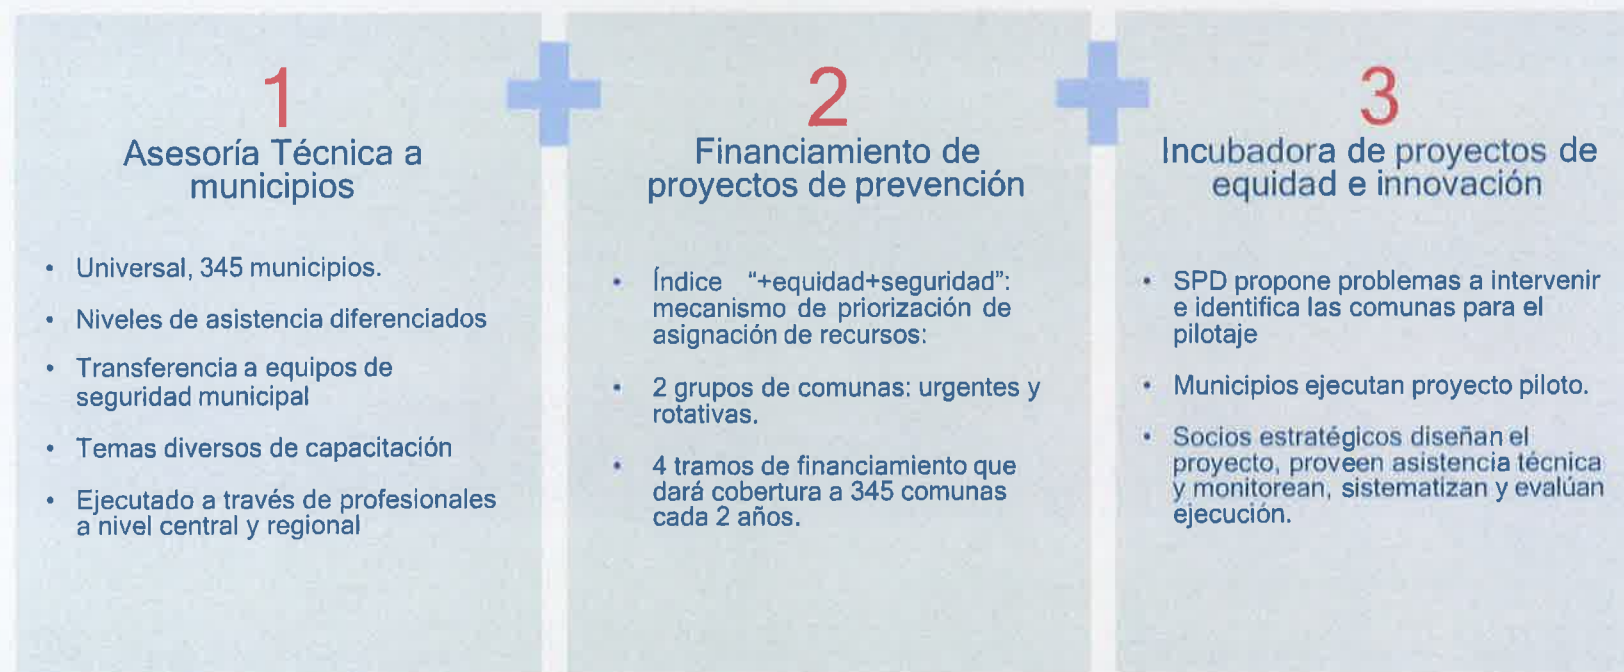 1
Asesoría Técnica a
municipios
• Universal, 345 municipios.
• Niveles de asistencia diferenciados
• Transferencia a equipos de
seguridad municipal
• Temas diversos de capacitación
• Ejecutado a través de profesionales
a nivel central y regional
2
Financiamiento de
proyectos de prevención
• Índice "+equidad+seguridad":
mecanismo de priorización de
asignación de recursos:
• 2 grupos de comunas: urgentes y
rotativas.
• 4 tramos de financiamiento que
dará cobertura a 345 comunas
cada 2 años.
3
Incubadora de proyectos de
equidad e innovación
• SPD propone problemas a intervenir
e identifica las comunas para el
pilotaje
• Municipios ejecutan proyecto piloto.
• Socios estratégicos diseñan el
proyecto, proveen asistencia técnica
y monitorean, sistematizan y evalúan
ejecución.